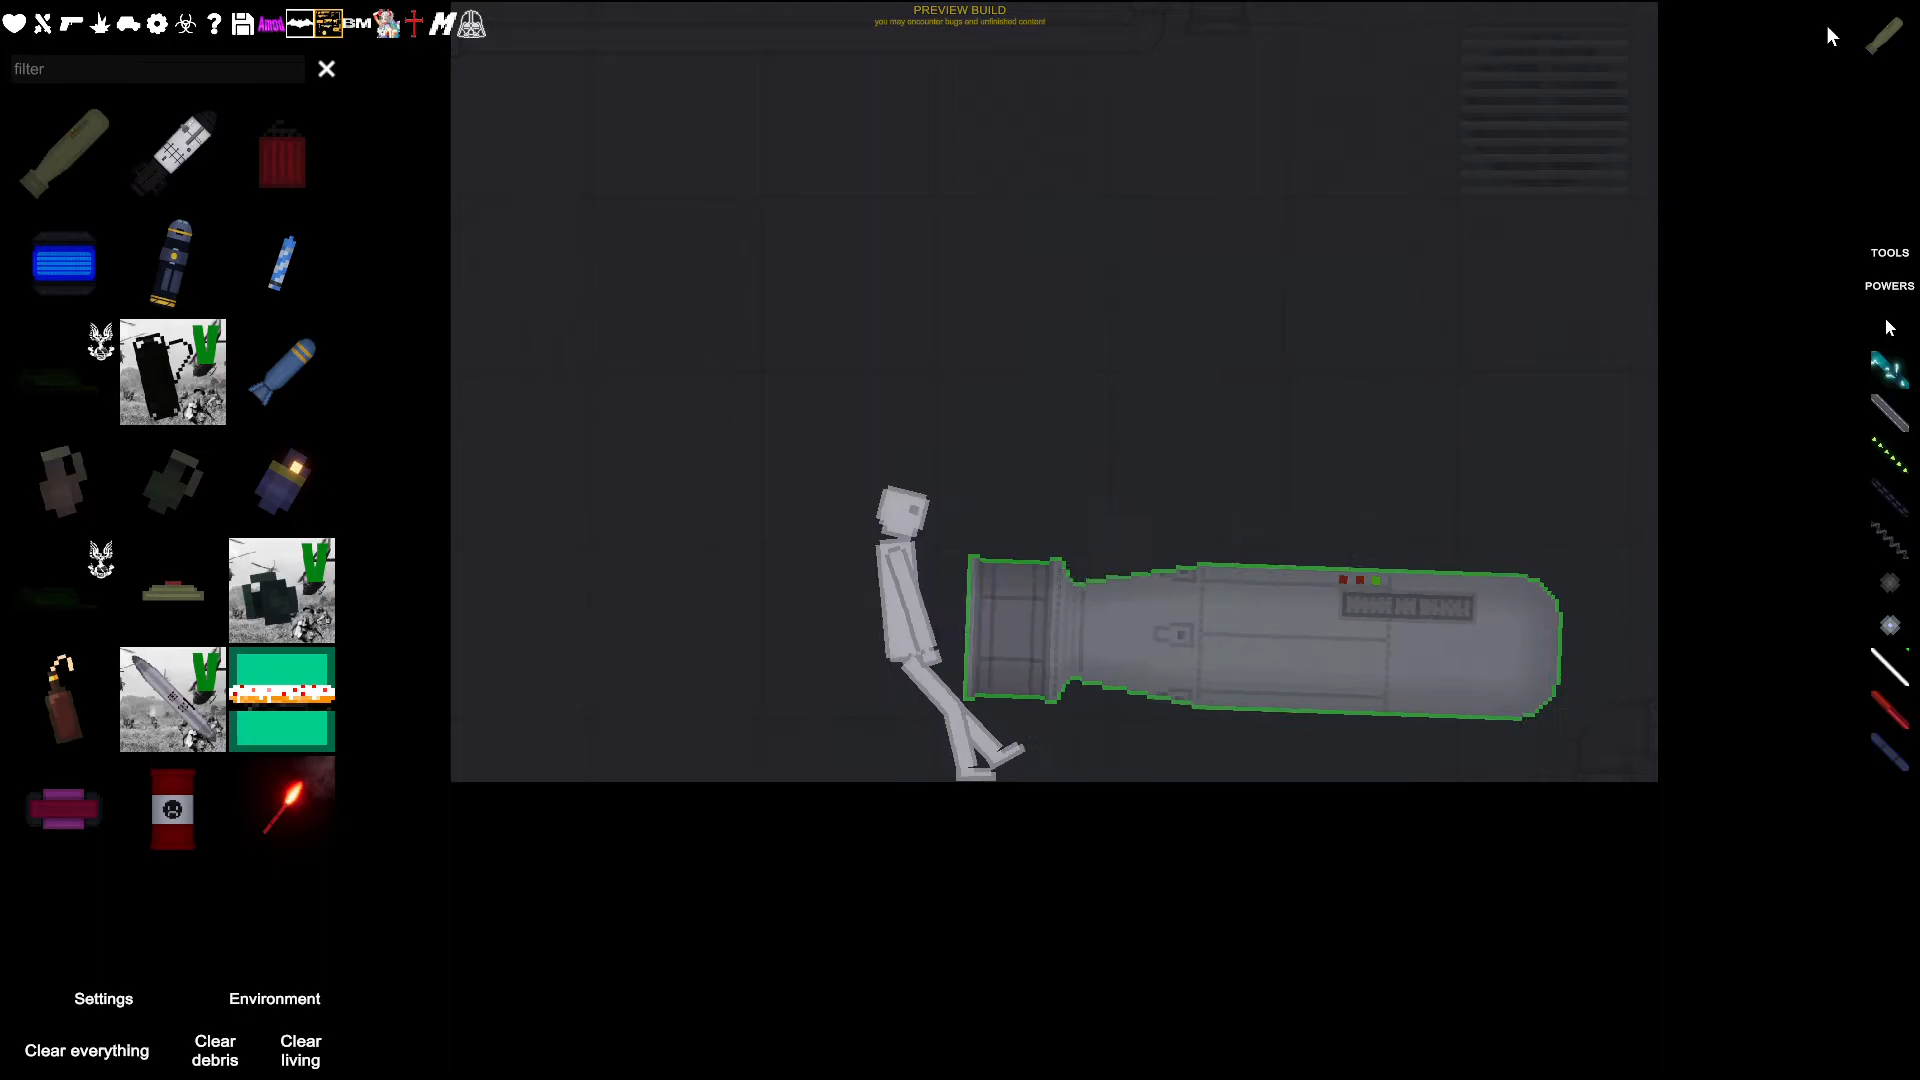 PREVIEW BUILD
you may encounter bugs and unfinished content
Amod
BM
filter
TOOLS
POWERS
Settings
Environment
Clear everything
Clear debris
Clear living